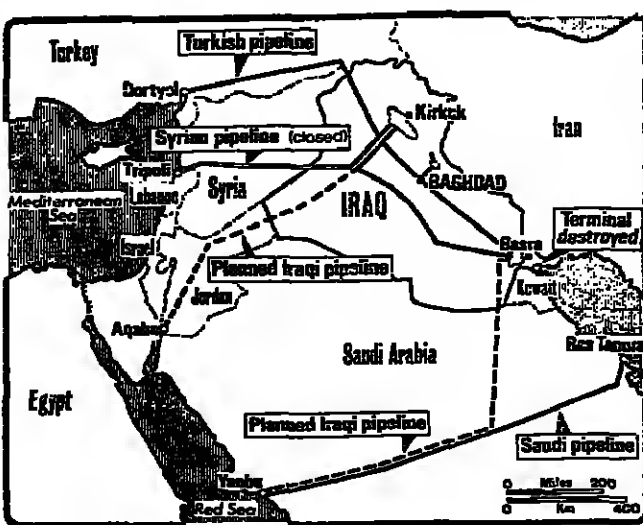 Turkey
Turkish pipeline
Dortyol
Kirkuk
Iran
Syrian pipeline (closed)
Tripoli
Lebanon
Syria
BAGHDAD
Mediterranean
Sea
IRAQ
Terminal
destroyed
Israel
Basra
Planned Iraqi pipeline
Kuwait
Jordan
Aqaba
Ras Tanura
Saudi Arabia
Egypt
Planned Iraqi pipeline
Saudi pipeline
Yanbu
Red Sea
0 Miles 200
0 Km 400